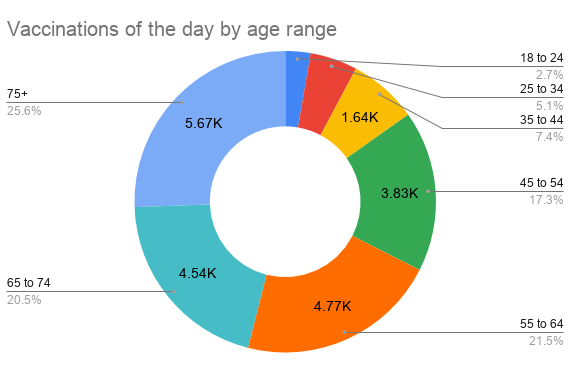 Vaccinations of the day by age range
18 to 24
2.7%
25 to 34
5.1%
35 to 44
7.4%
1.64K
45 to 54
17.3%
3.83K
55 to 64
21.5%
4.77K
65 to 74
20.5%
4.54K
75+
25.6%
5.67K